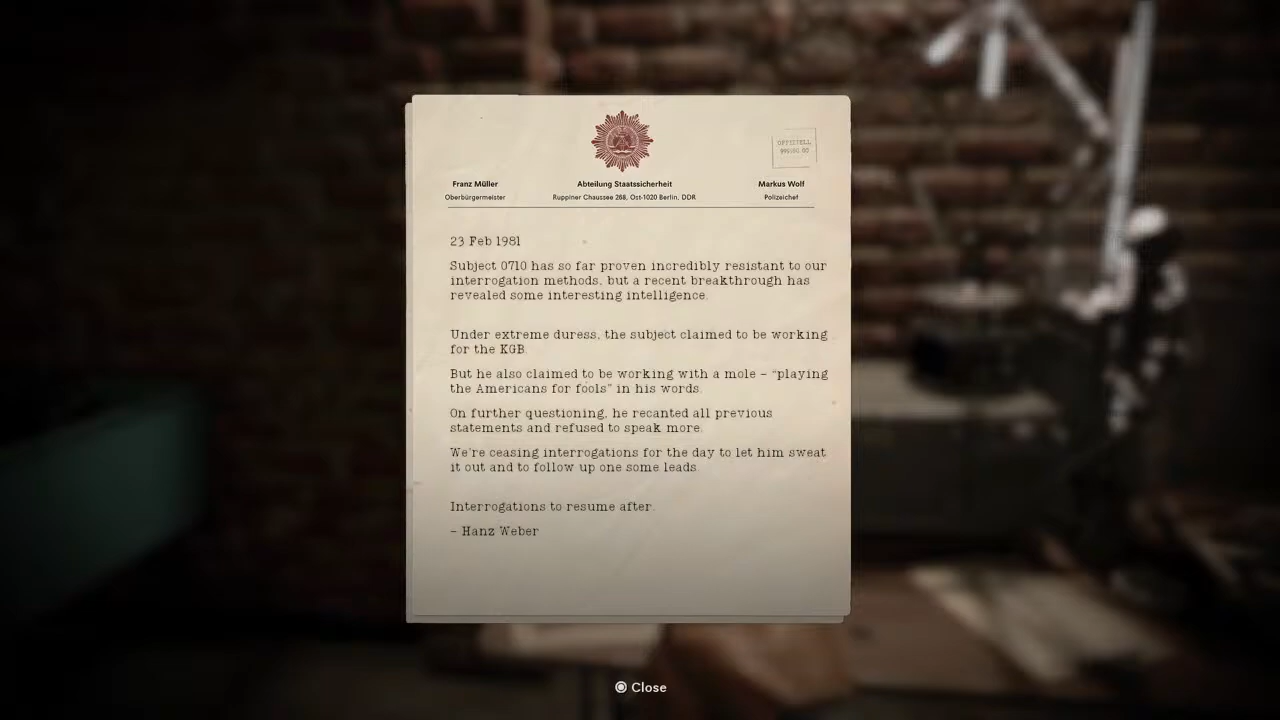 OFFIZIELL
Franz Müller
Abteilung Staatssicherheit
Markus Wolf
Oberbürgermeister
Ruppiner Chaussee 268, Ost-1020 Berlin, DDR
Polizeichef
23 Feb 1981
Subject 0710 has so far proven incredibly resistant to our
interrogation methods, but a recent breakthrough has
revealed some interesting intelligence.
Under extreme duress, the subject claimed to be working
for the KGB.
But he also claimed to be working with a mole – “playing
the Americans for fools” in his words.
On further questioning, he recanted all previous
statements and refused to speak more.
We're ceasing interrogations for the day to let him sweat
it out and to follow up one some leads.
Interrogations to resume after.
– Hanz Weber
Close